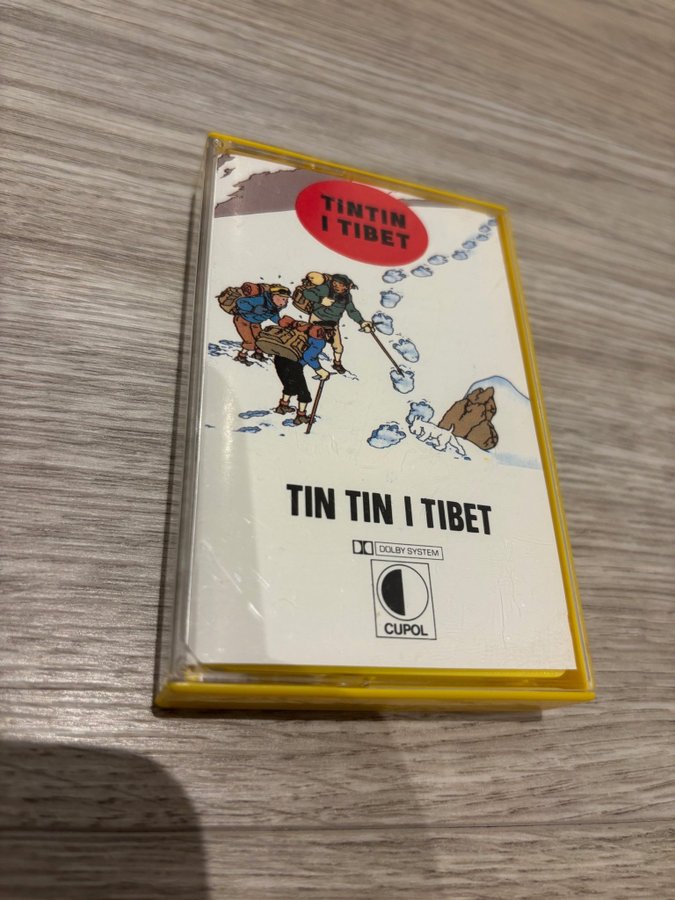 TiNTiN
I TIBET
TIN TIN I TIBET
DOLBY SYSTEM
CUPOL